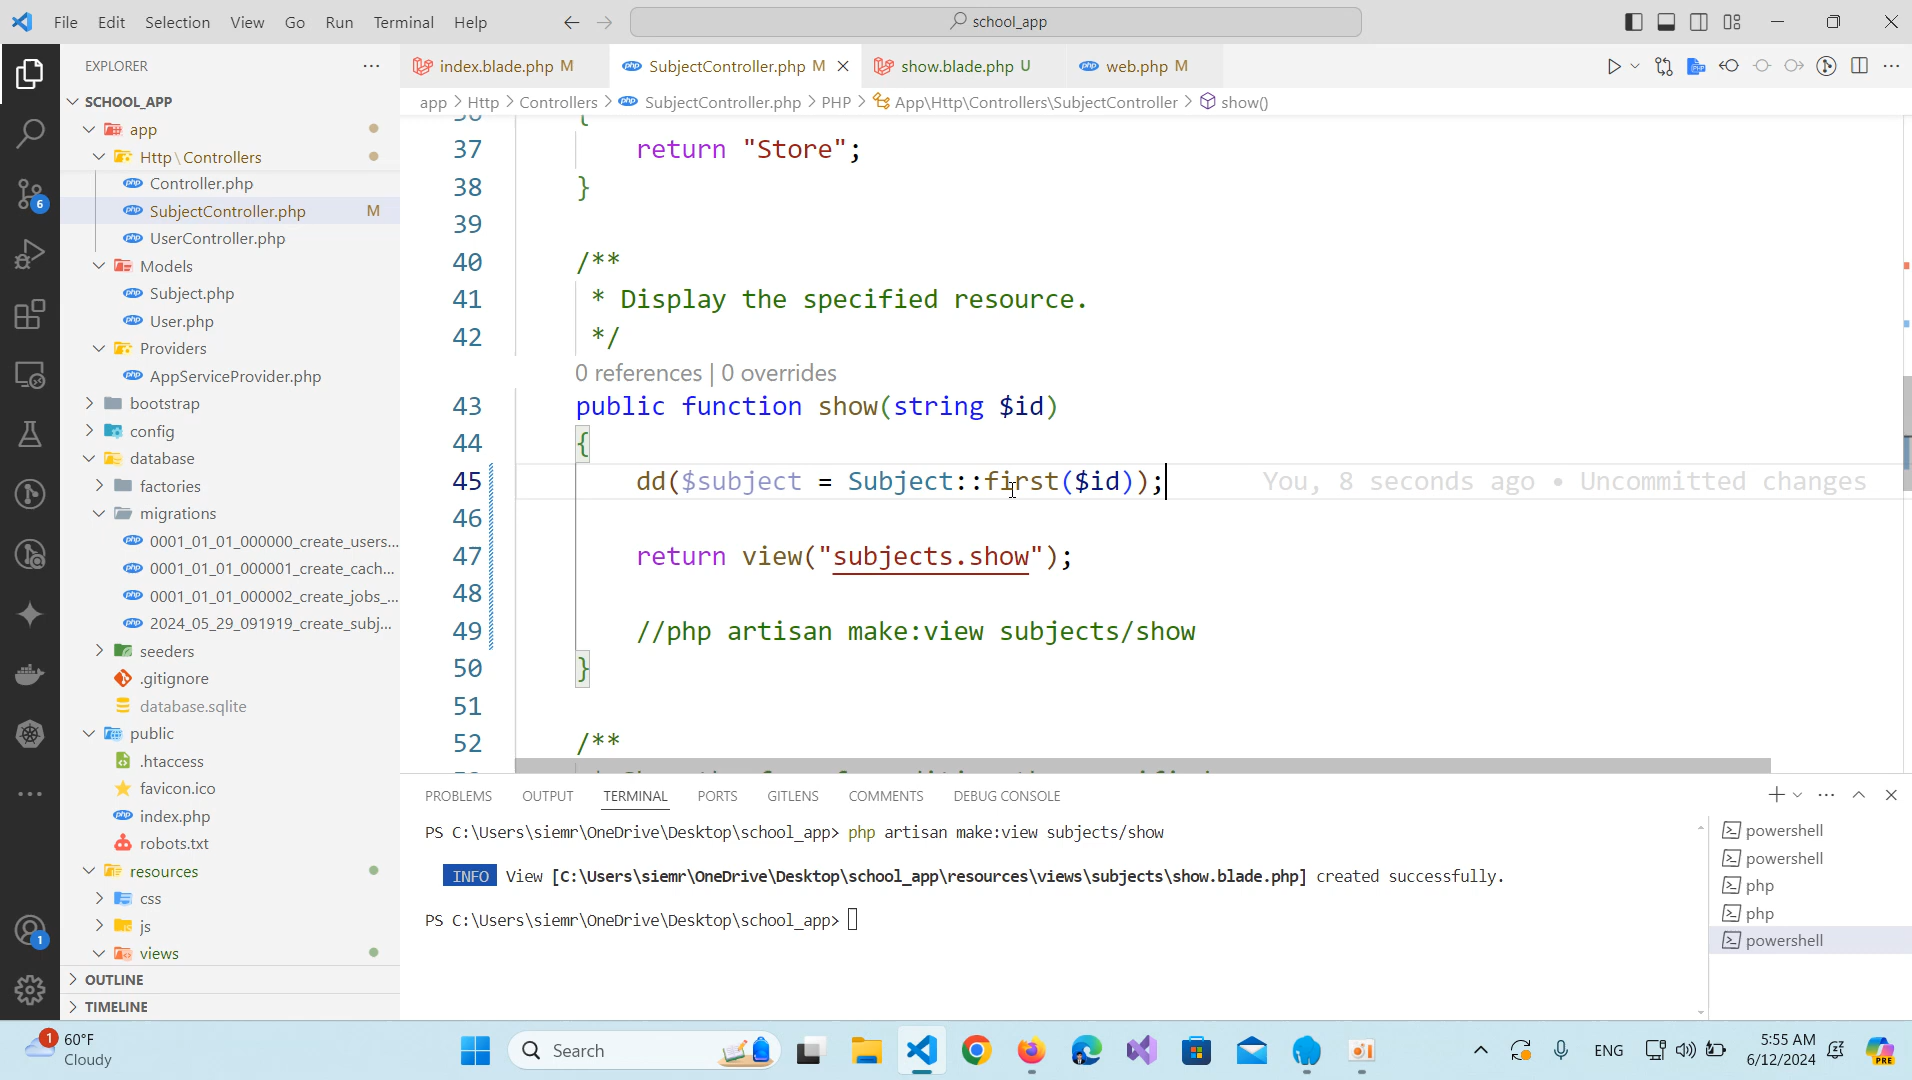 File Edit Selection View Go Run Terminal Help
school_app
EXPLORER
index.blade.php M
SubjectController.php M
show.blade.php U
web.php M
app > Http > Controllers > SubjectController.php > PHP > App\Http\Controllers\SubjectController > show()
SCHOOL_APP
app
Http \ Controllers
Controller.php
SubjectController.php M
UserController.php
Models
Subject.php
User.php
Providers
AppServiceProvider.php
bootstrap
config
database
factories
migrations
0001_01_01_000000_create_users...
0001_01_01_000001_create_cach...
0001_01_01_000002_create_jobs_...
2024_05_29_091919_create_subj...
seeders
.gitignore
database.sqlite
public
.htaccess
favicon.ico
index.php
robots.txt
resources
css
js
views
OUTLINE
TIMELINE
6
1
36 {
37 return "Store";
38 }
39
40 /**
41 * Display the specified resource.
42 */
0 references | 0 overrides
43 public function show(string $id)
44 {
45 dd($subject = Subject::first($id)); You, 8 seconds ago • Uncommitted changes
46
47 return view("subjects.show");
48
49 //php artisan make:view subjects/show
50 }
51
52 /**
PROBLEMS OUTPUT TERMINAL PORTS GITLENS COMMENTS DEBUG CONSOLE
PS C:\Users\siemr\OneDrive\Desktop\school_app> php artisan make:view subjects/show
INFO View [C:\Users\siemr\OneDrive\Desktop\school_app\resources\views\subjects\show.blade.php] created successfully.
PS C:\Users\siemr\OneDrive\Desktop\school_app>
powershell
powershell
php
php
powershell
1
60°F
Cloudy
Search
ENG
5:55 AM
6/12/2024
PRE